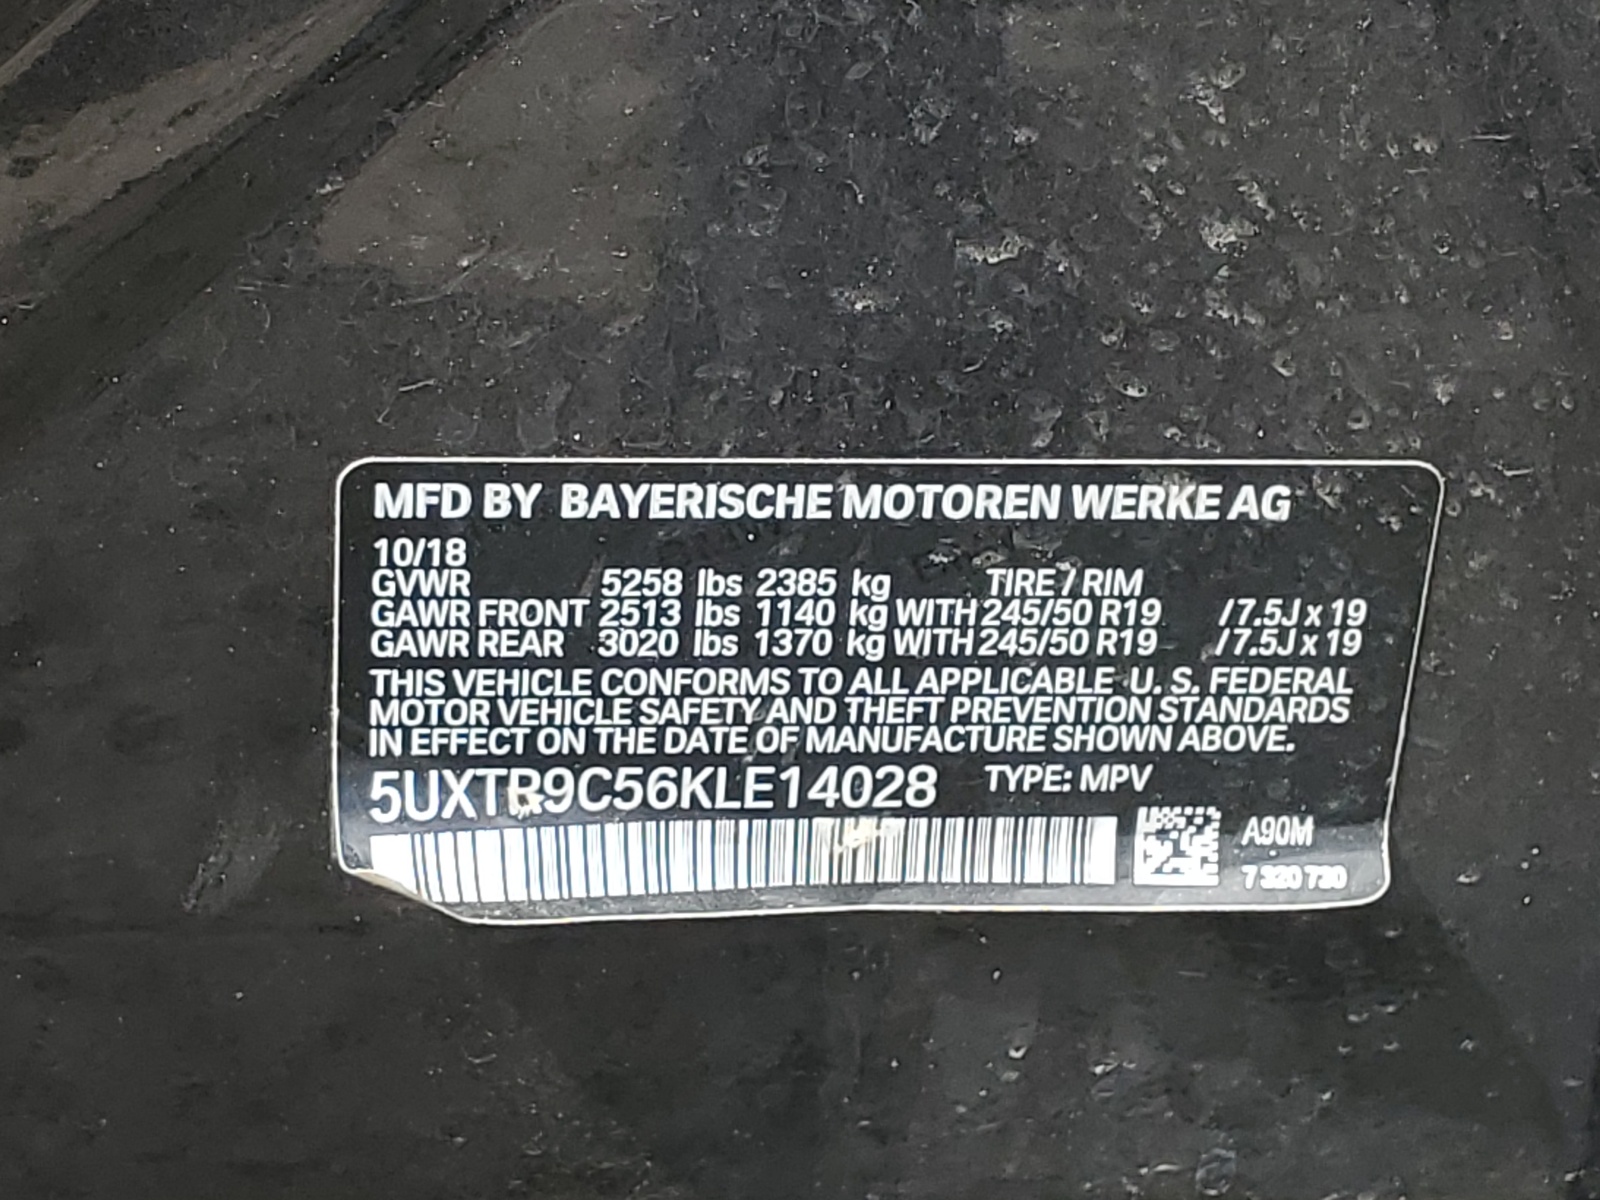 MFD BY BAYERISCHE MOTOREN WERKE AG
10/18
GVWR 5258 lbs 2385 kg TIRE / RIM
GAWR FRONT 2513 lbs 1140 kg WITH 245/50 R19 / 7.5J x 19
GAWR REAR 3020 lbs 1370 kg WITH 245/50 R19 / 7.5J x 19
THIS VEHICLE CONFORMS TO ALL APPLICABLE U. S. FEDERAL
MOTOR VEHICLE SAFETY AND THEFT PREVENTION STANDARDS
IN EFFECT ON THE DATE OF MANUFACTURE SHOWN ABOVE.
5UXTR9C56KLE14028 TYPE: MPV
A90M
7 320 720